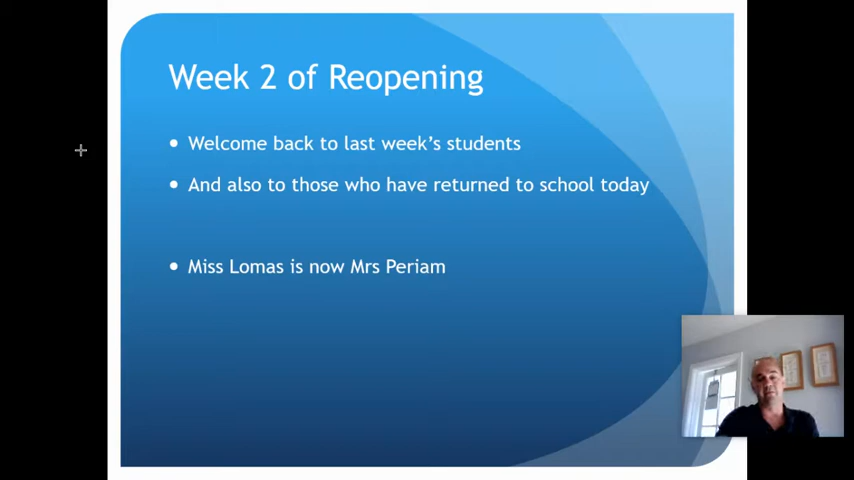 Week 2 of Reopening
Welcome back to last week's students
And also to those who have returned to school today
Miss Lomas is now Mrs Periam